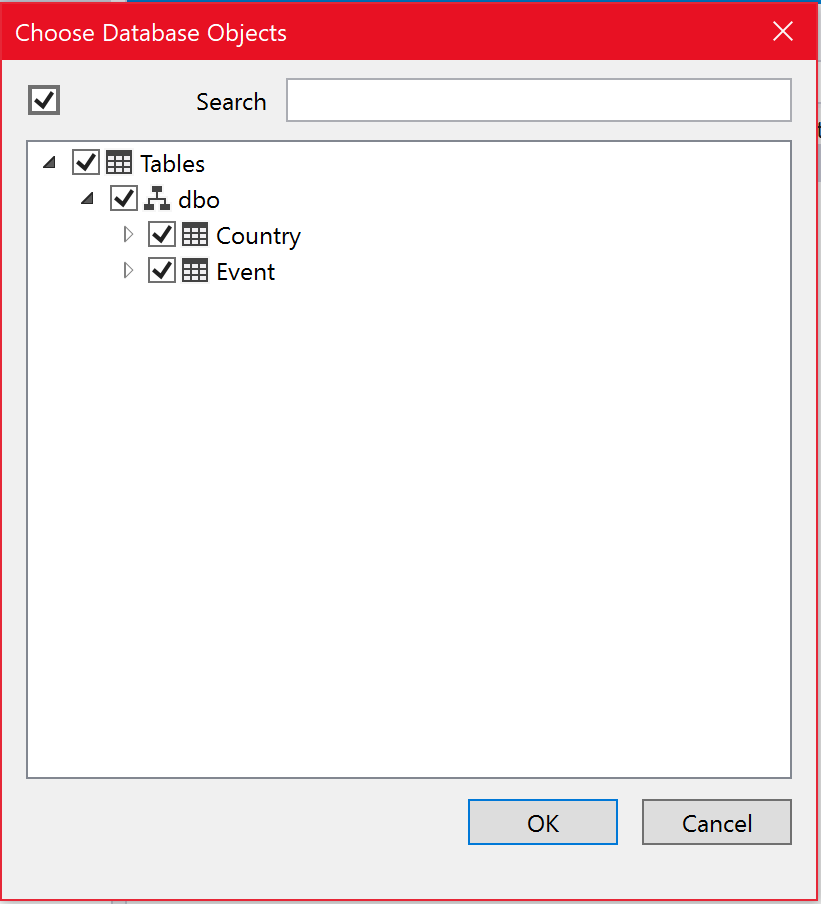 Choose Database Objects
Search
Tables
dbo
Country
Event
OK Cancel